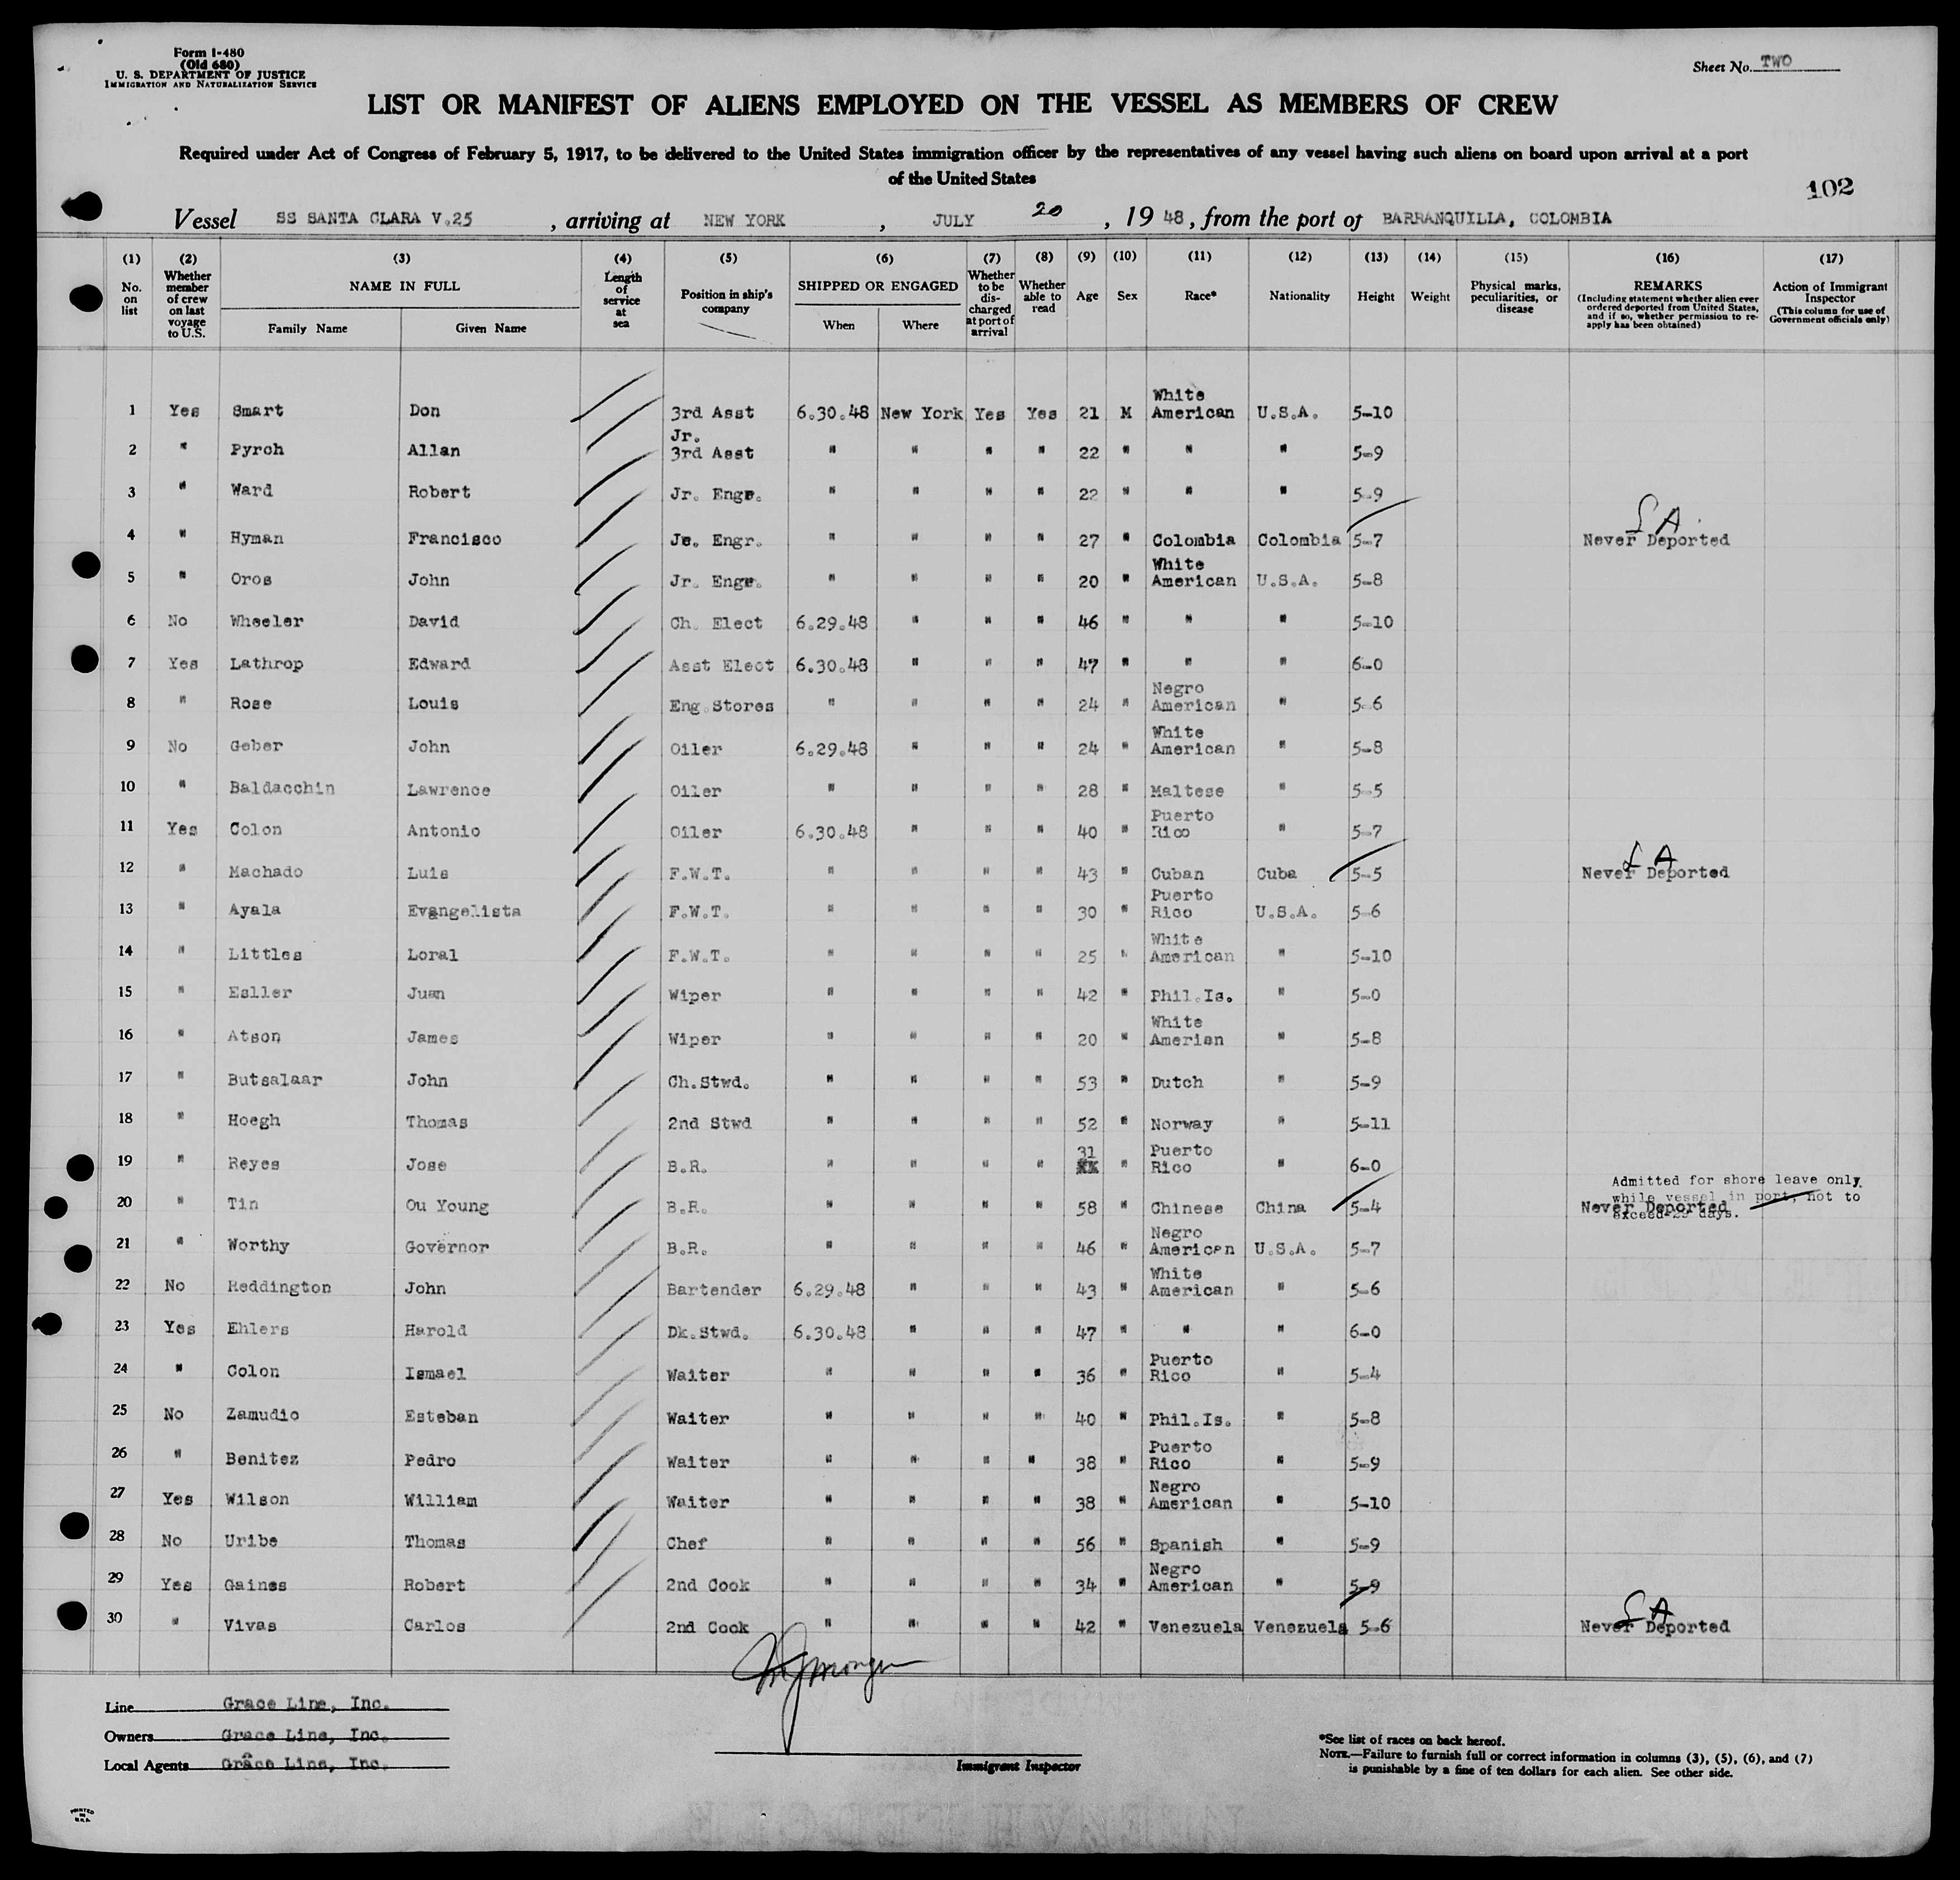 Form I-480
(Old 680)
U. S. DEPARTMENT OF JUSTICE
IMMIGRATION AND NATURALIZATION SERVICE
Sheet No. TWO
LIST OR MANIFEST OF ALIENS EMPLOYED ON THE VESSEL AS MEMBERS OF CREW
Required under Act of Congress of February 5, 1917, to be delivered to the United States immigration officer by the representatives of any vessel having such aliens on board upon arrival at a port
of the United States
102
Vessel SS SANTA CLARA V.25, arriving at NEW YORK, JULY 20, 1948, from the port of BARRANQUILLA, COLOMBIA
(1) No. on list
(2) Whether member of crew on last voyage to U.S.
(3) NAME IN FULL Family Name Given Name
(4) Length of service at sea
(5) Position in ship's company
(6) SHIPPED OR ENGAGED When Where
(7) Whether to be discharged at port of arrival
(8) Whether able to read
(9) Age
(10) Sex
(11) Race*
(12) Nationality
(13) Height
(14) Weight
(15) Physical marks, peculiarities, or disease
(16) REMARKS (Including statement whether alien ever ordered deported from United States, and if so, whether permission to re-apply has been obtained)
(17) Action of Immigrant Inspector (This column for use of Government officials only)
1 Yes Smart Don 3rd Asst 6.30.48 New York Yes Yes 21 M White American U.S.A. 5-10
2 " Pyroh Allan Jr. 3rd Asst " " " " 22 " " " 5-9
3 " Ward Robert Jr. Engr. " " " " 22 " " " 5-9
4 " Hyman Francisco Je. Engr. " " " " 27 " Colombia Colombia 5-7 Never Deported
5 " Oros John Jr. Engr. " " " " 20 " White American U.S.A. 5-8
6 No Wheeler David Ch. Elect 6.29.48 " " " 46 " " " 5-10
7 Yes Lathrop Edward Asst Elect 6.30.48 " " " 47 " " " 6-0
8 " Rose Louis Eng.Stores " " " " 24 " Negro American " 5-6
9 No Geber John Oiler 6.29.48 " " " 24 " White American " 5-8
10 " Baldacchin Lawrence Oiler " " " " 28 " Maltese " 5-5
11 Yes Colon Antonio Oiler 6.30.48 " " " 40 " Puerto Rico " 5-7
12 " Machado Luis F.W.T. " " " " 43 " Cuban Cuba 5-5 Never Deported
13 " Ayala Evangelista F.W.T. " " " " 30 " Puerto Rico U.S.A. 5-6
14 " Littles Loral F.W.T. " " " " 25 " White American " 5-10
15 " Esller Juan Wiper " " " " 42 " Phil.Is. " 5-0
16 " Atson James Wiper " " " " 20 " White Amerian " 5-8
17 " Butsalaar John Ch.Stwd. " " " " 53 " Dutch " 5-9
18 " Hoegh Thomas 2nd Stwd " " " " 52 " Norway " 5-11
19 " Reyes Jose B.R. " " " " 31 " Puerto Rico " 6-0
20 " Tin Ou Young B.R. " " " " 58 " Chinese China 5-4 Never Deported
Admitted for shore leave only
while vessel in port, not to
exceed 29 days.
21 " Worthy Governor B.R. " " " " 46 " Negro American U.S.A. 5-7
22 No Reddington John Bartender 6.29.48 " " " 43 " White American " 5-6
23 Yes Ehlers Harold Dk.Stwd. 6.30.48 " " " 47 " " " 6-0
24 " Colon Ismael Waiter " " " " 36 " Puerto Rico " 5-4
25 No Zamudio Esteban Waiter " " " " 40 " Phil.Is. " 5-8
26 " Benitez Pedro Waiter " " " " 38 " Puerto Rico " 5-9
27 Yes Wilson William Waiter " " " " 38 " Negro American " 5-10
28 No Uribe Thomas Chef " " " " 56 " Spanish " 5-9
29 Yes Gaines Robert 2nd Cook " " " " 34 " Negro American " 5-9
30 " Vivas Carlos 2nd Cook " " " " 42 " Venezuela Venezuela 5-6 Never Deported
Line Grace Line, Inc.
Owners Grace Line, Inc.
Local Agents Grace Line, Inc.
Immigrant Inspector
*See list of races on back hereof.
NOTE.—Failure to furnish full or correct information in columns (3), (5), (6), and (7)
is punishable by a fine of ten dollars for each alien. See other side.
PRINTED
IN
U.S.A.